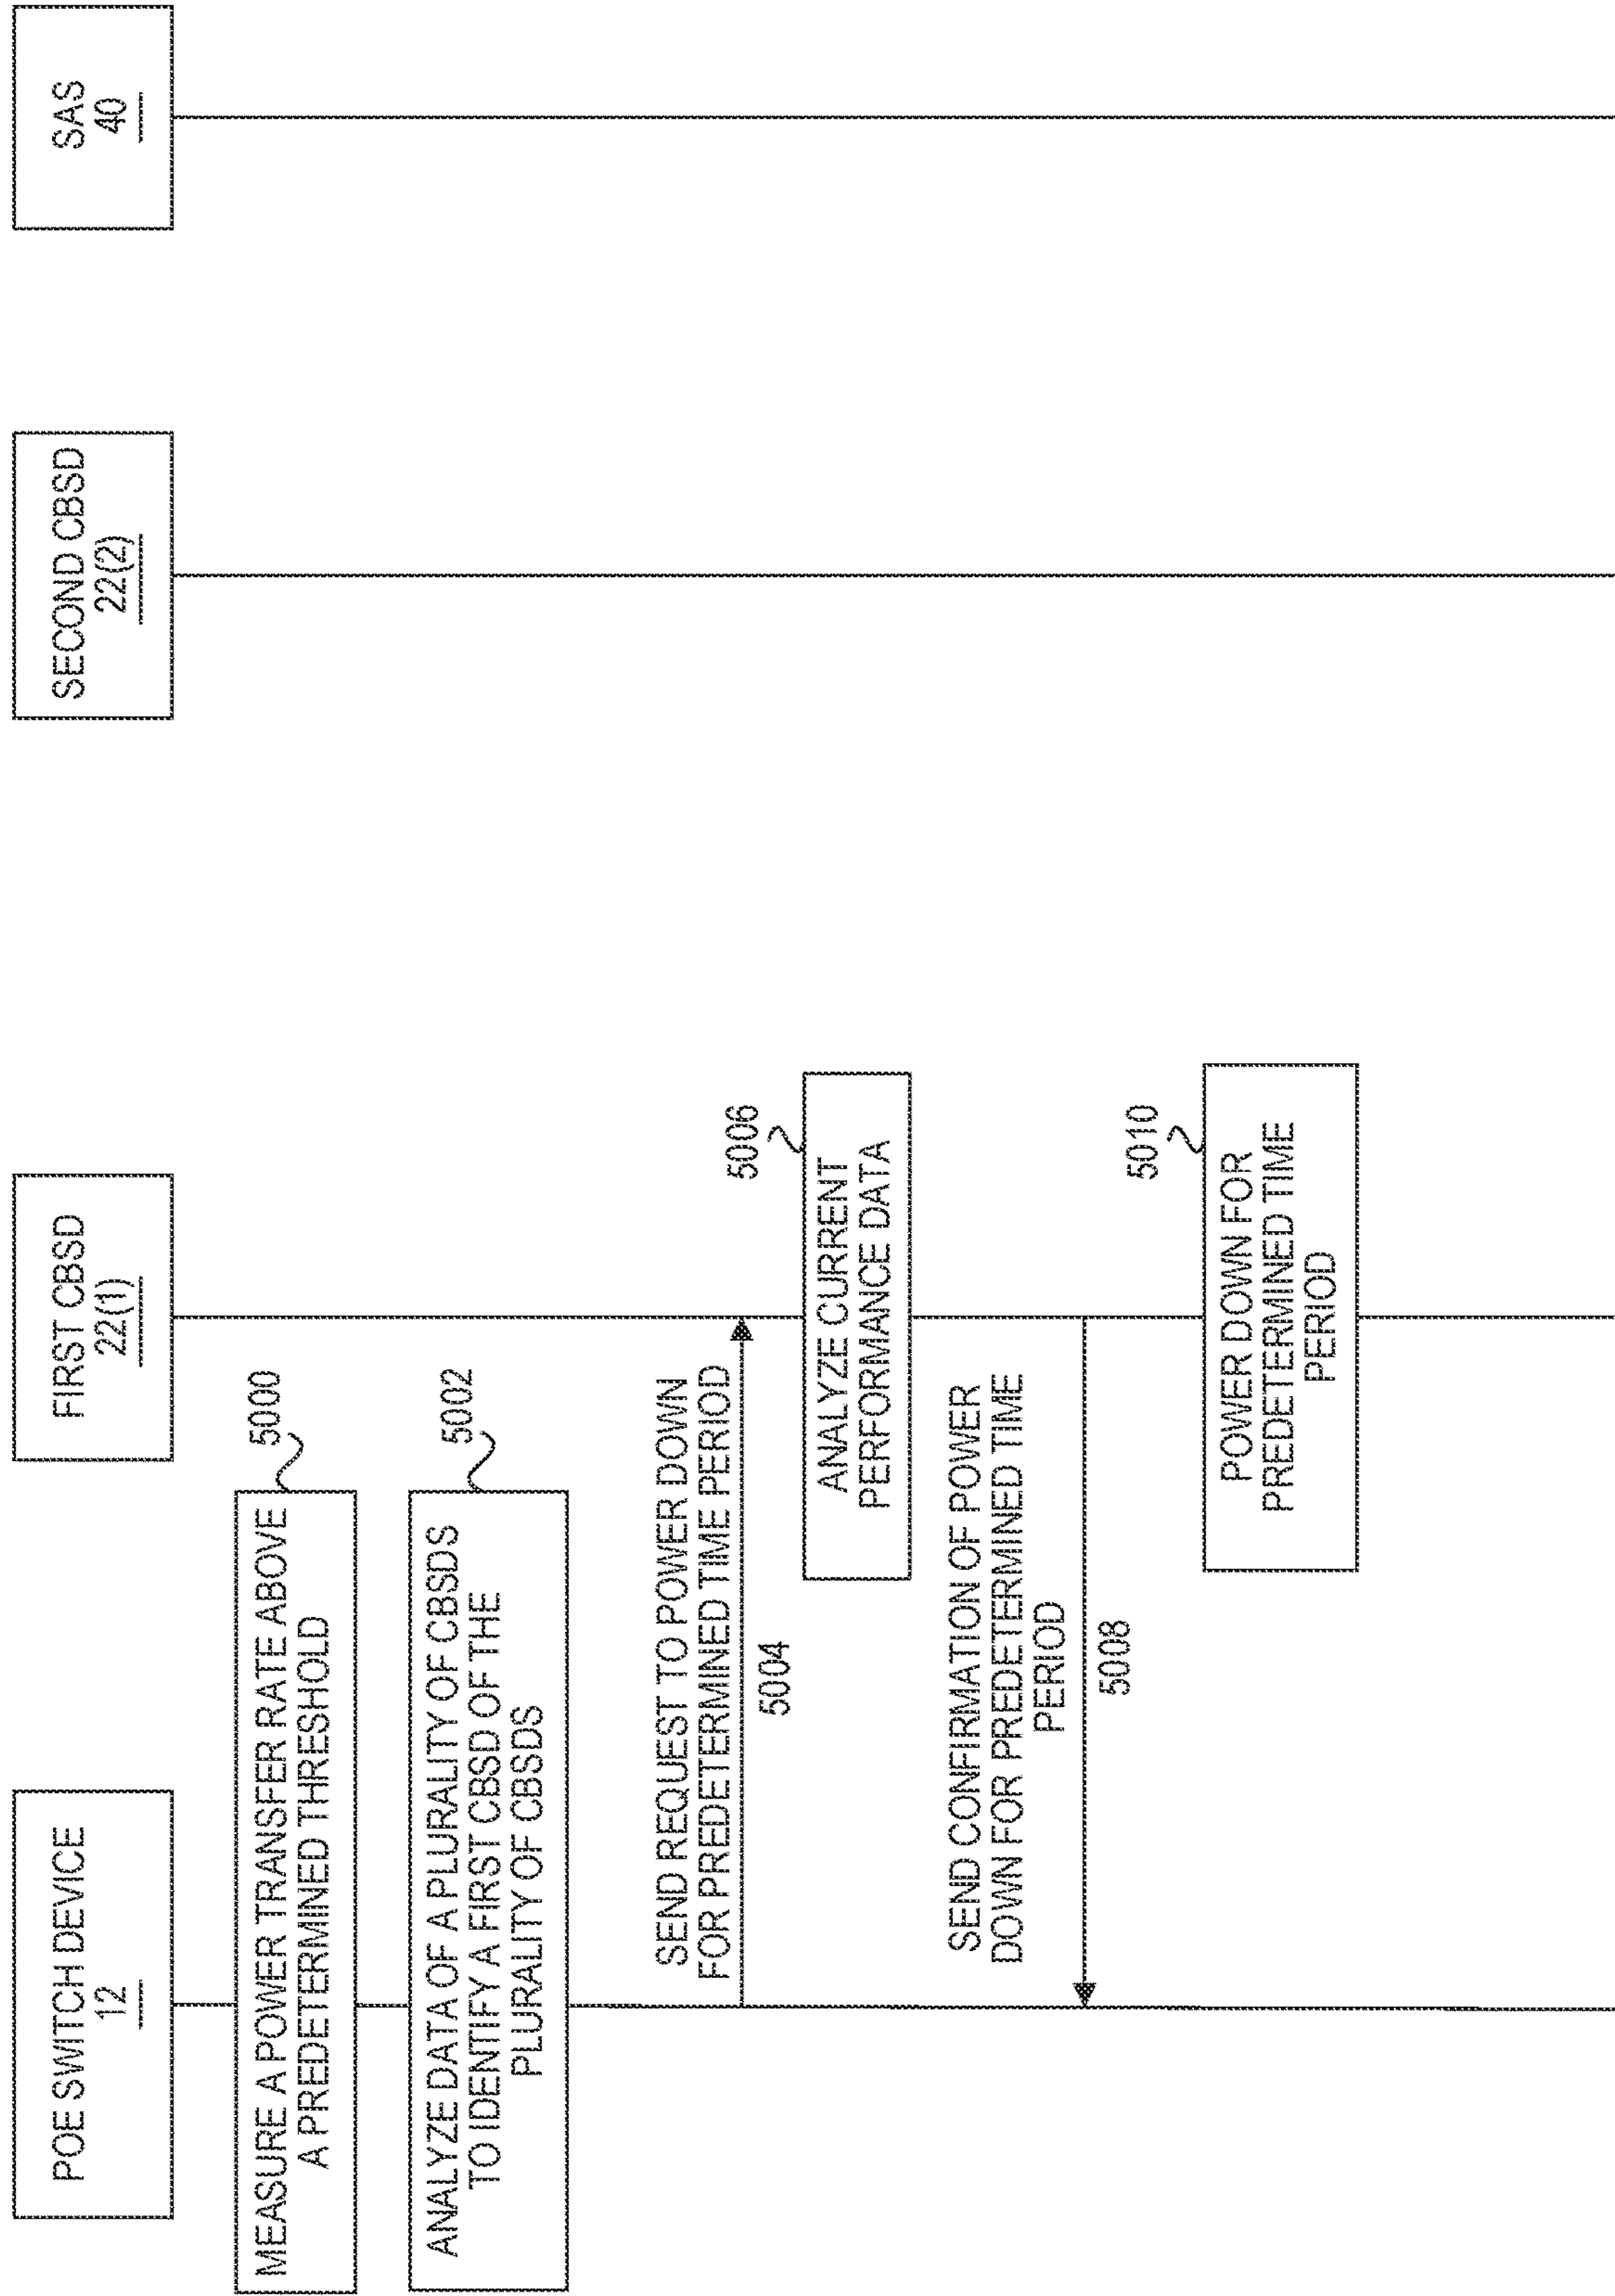 POE SWITCH DEVICE
12
FIRST CBSD
22(1)
SECOND CBSD
22(2)
SAS
40
5000
MEASURE A POWER TRANSFER RATE ABOVE
A PREDETERMINED THRESHOLD
5002
ANALYZE DATA OF A PLURALITY OF CBSDS
TO IDENTIFY A FIRST CBSD OF THE
PLURALITY OF CBSDS
SEND REQUEST TO POWER DOWN
FOR PREDETERMINED TIME PERIOD
5004
5006
ANALYZE CURRENT
PERFORMANCE DATA
SEND CONFIRMATION OF POWER
DOWN FOR PREDETERMINED TIME
PERIOD
5008
5010
POWER DOWN FOR
PREDETERMINED TIME
PERIOD